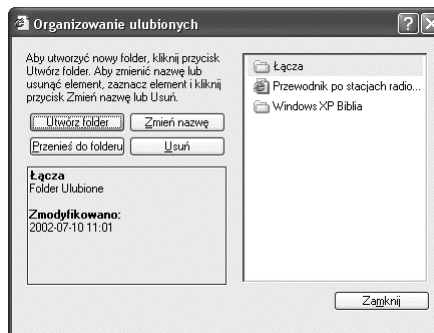 Organizowanie ulubionych
Aby utworzyć nowy folder, kliknij przycisk
Utwórz folder. Aby zmienić nazwę lub
usunąć element, zaznacz element i kliknij
przycisk Zmień nazwę lub Usuń.
Utwórz folder
Zmień nazwę
Przenieś do folderu
Usuń
Łącza
Folder Ulubione
Zmodyfikowano:
2002-07-10 11:01
Łącza
Przewodnik po stacjach radio...
Windows XP Biblia
Zamknij